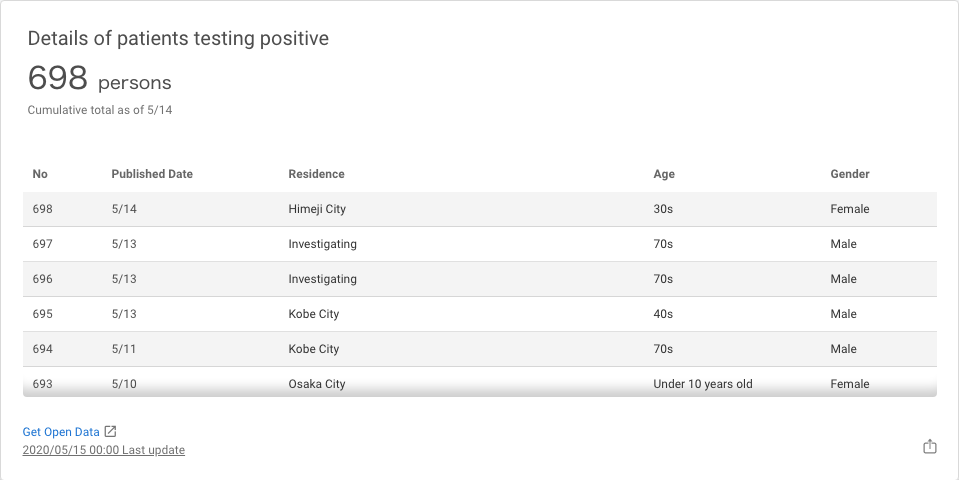 Details of patients testing positive
698 persons
Cumulative total as of 5/14
No Published Date Residence Age Gender
698 5/14 Himeji City 30s Female
697 5/13 Investigating 70s Male
696 5/13 Investigating 70s Male
695 5/13 Kobe City 40s Male
694 5/11 Kobe City 70s Male
693 5/10 Osaka City Under 10 years old Female
Get Open Data
2020/05/15 00:00 Last update